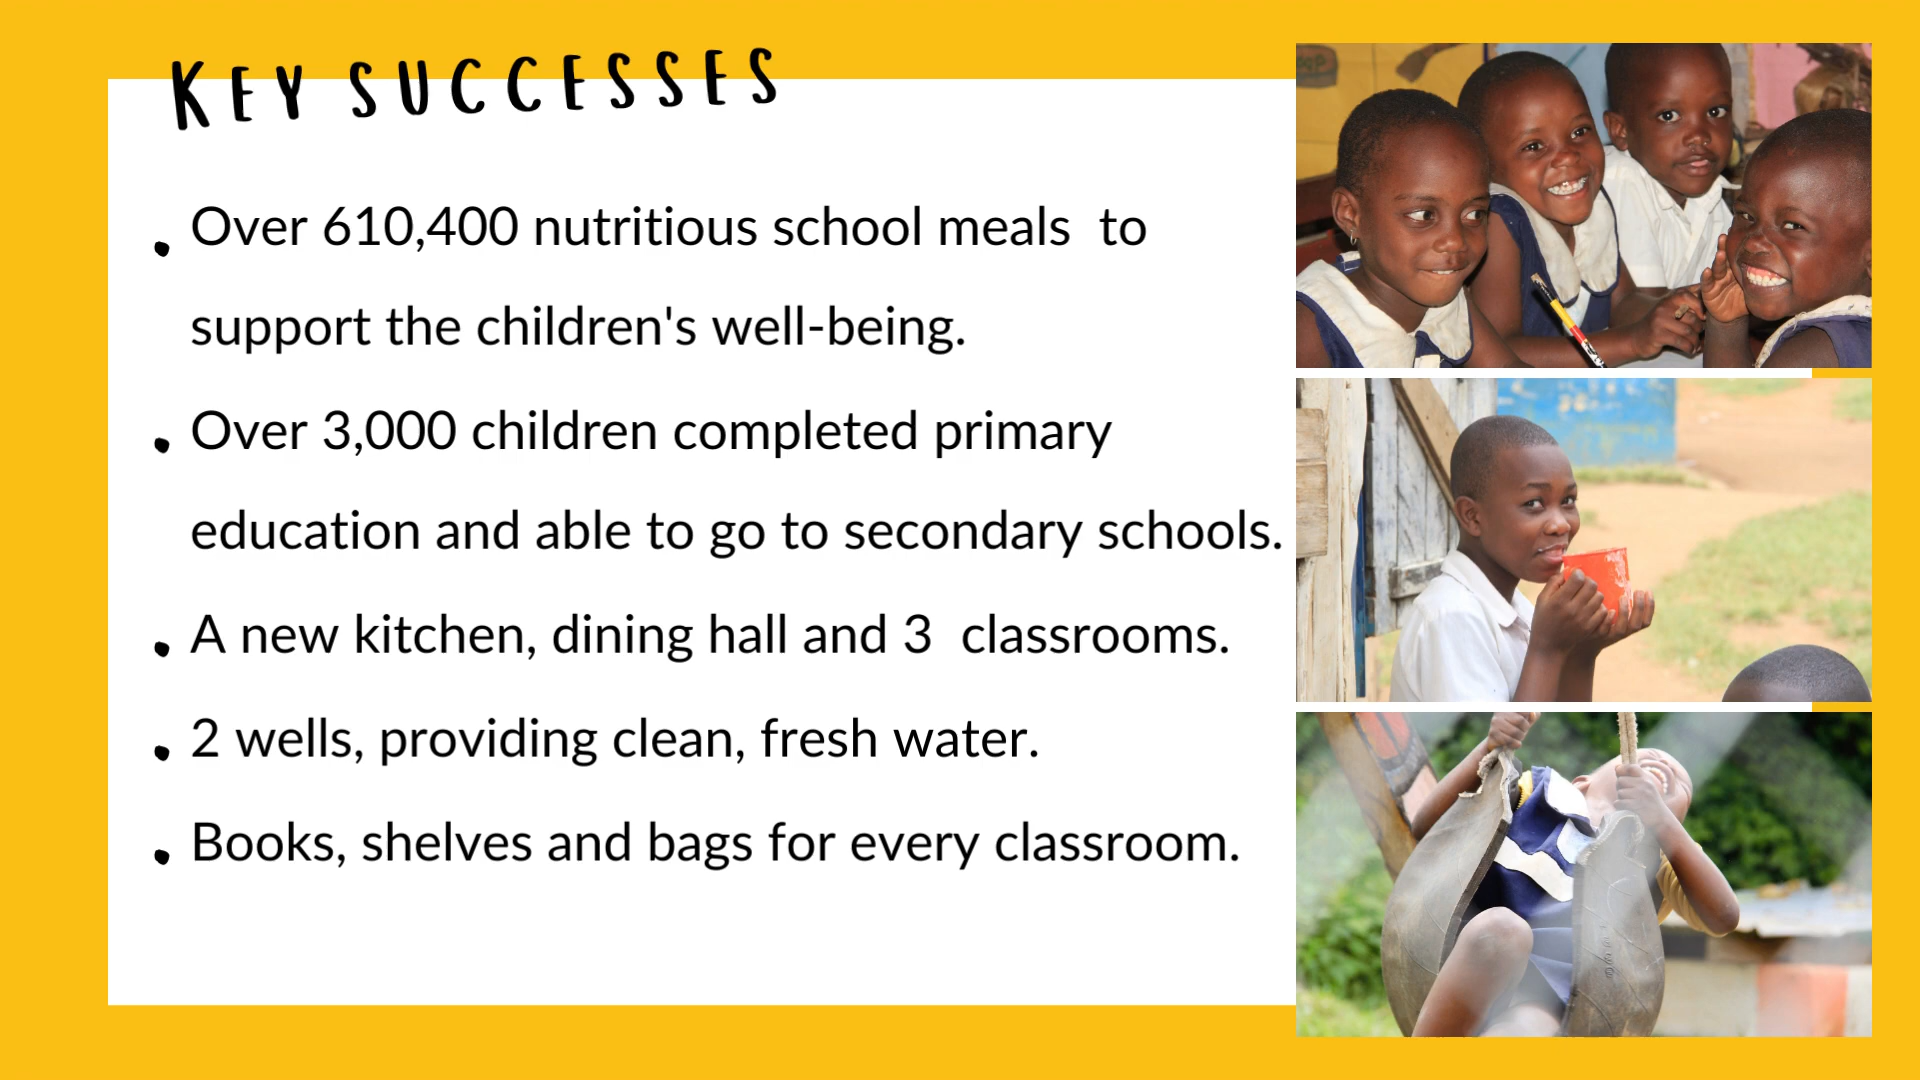 KEY SUCCESSES
• Over 610,400 nutritious school meals  to
support the children's well-being.
• Over 3,000 children completed primary
education and able to go to secondary schools.
• A new kitchen, dining hall and 3  classrooms.
• 2 wells, providing clean, fresh water.
• Books, shelves and bags for every classroom.